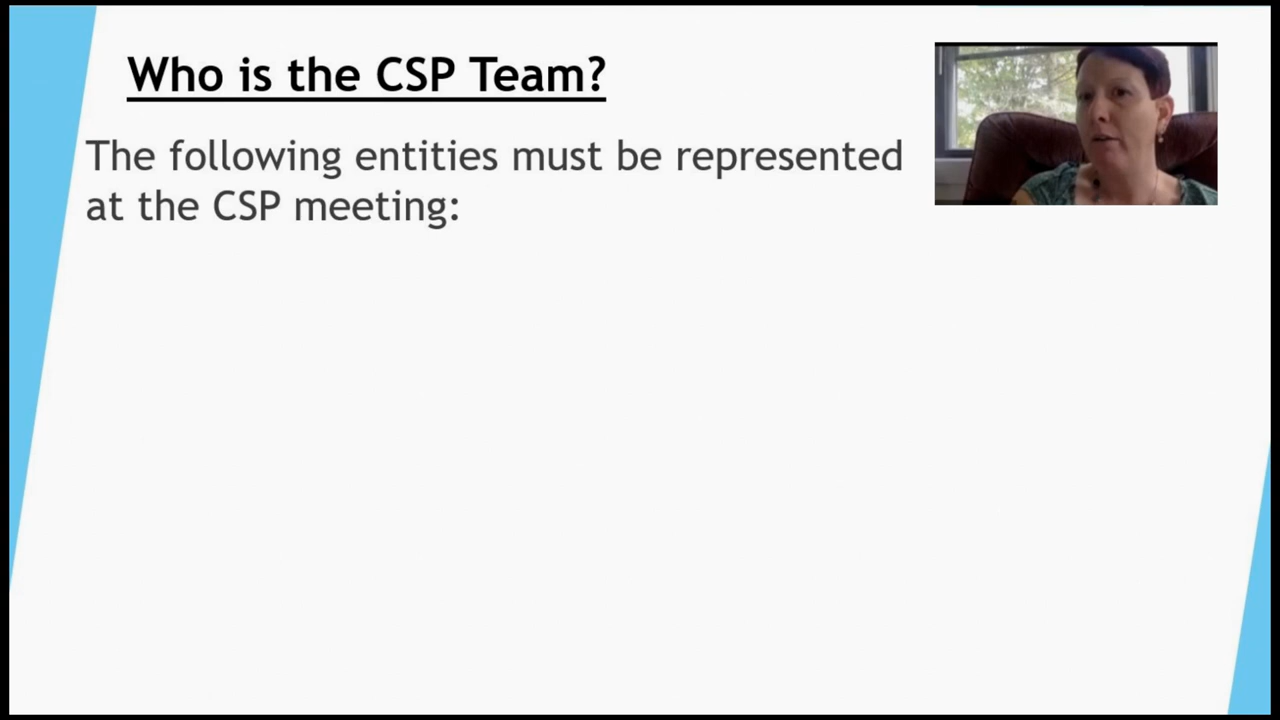 Who is the CSP Team?
The following entities must be represented
at the CSP meeting: